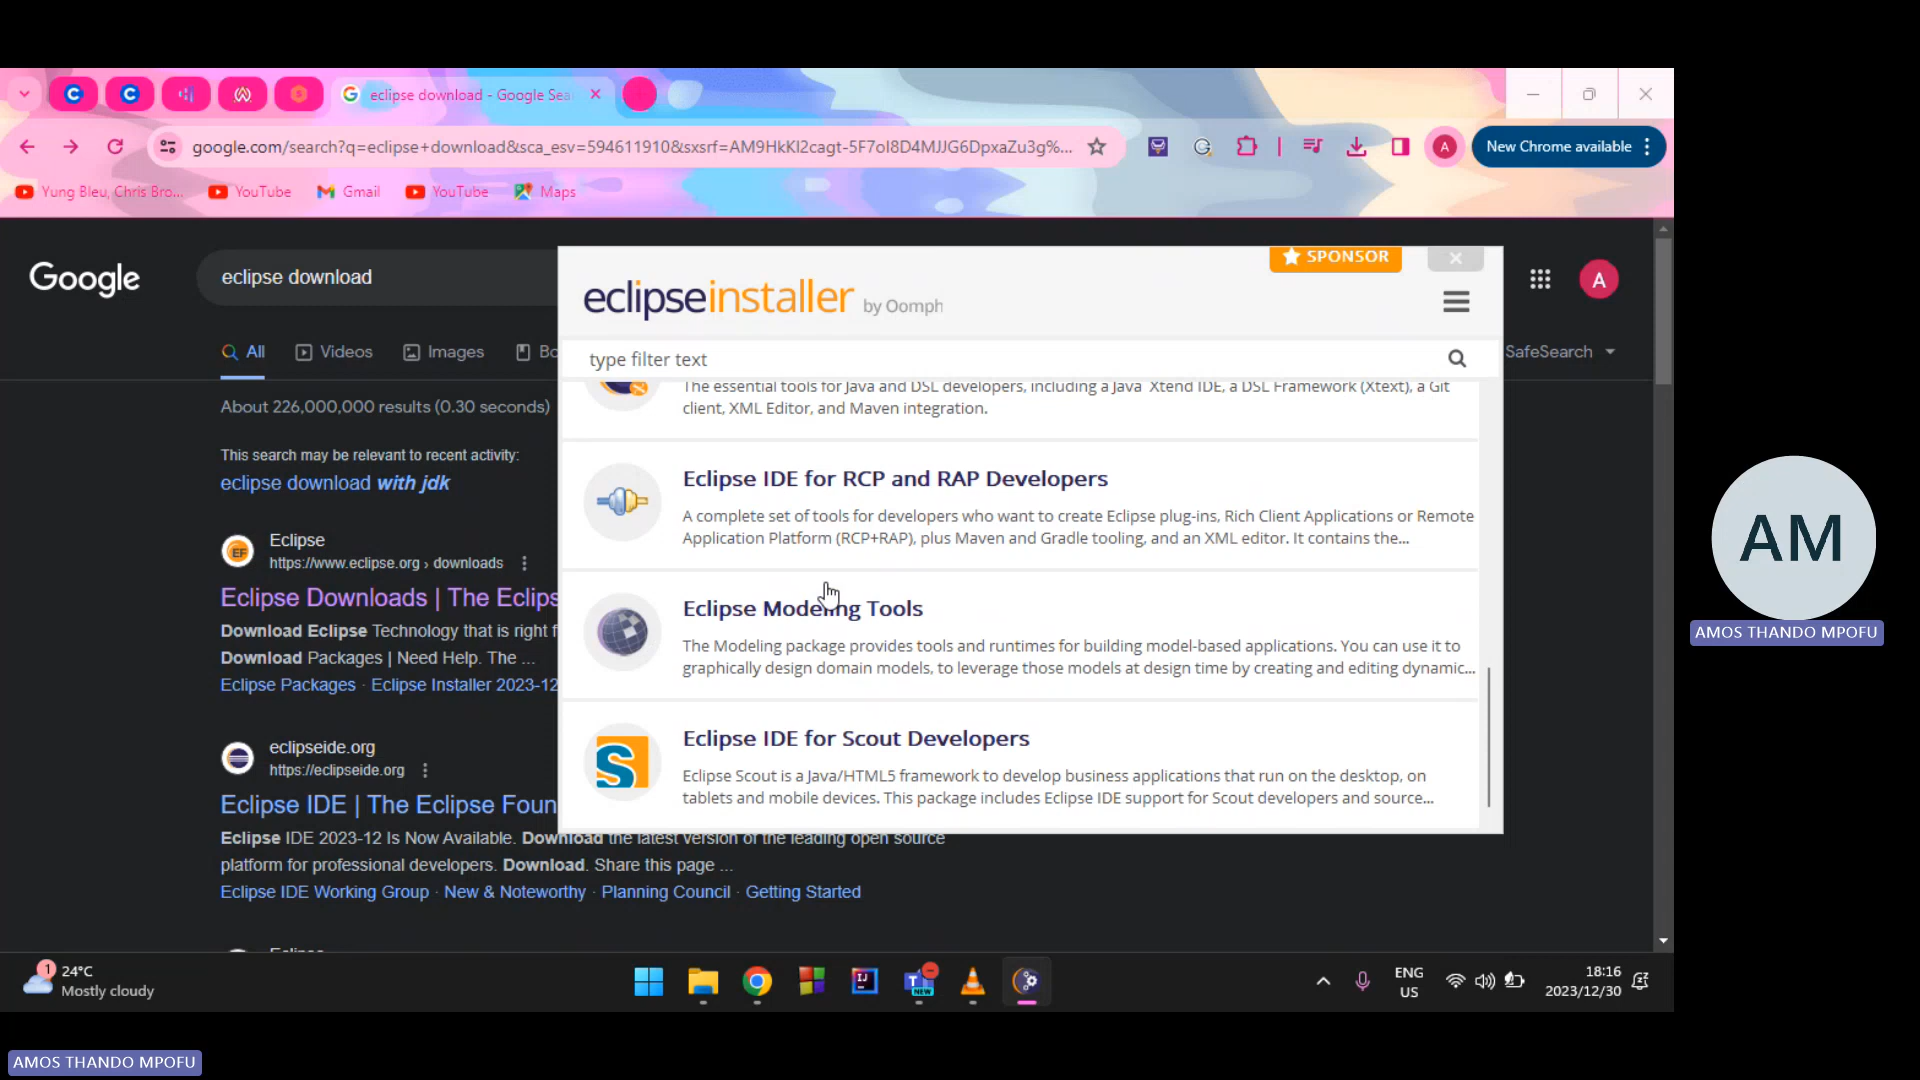 eclipse download - Google Sea
google.com/search?q=eclipse+download&sca_esv=594611910&sxsrf=AM9HkKI2cagt-5F7oI8D4MJJG6DpxaZu3g%...
A
New Chrome available
Yung Bleu, Chris Bro...
YouTube
Gmail
YouTube
Maps
Google
eclipse download
A
All
Videos
Images
Bo
SafeSearch
About 226,000,000 results (0.30 seconds)
This search may be relevant to recent activity:
eclipse download with jdk
Eclipse
https://www.eclipse.org › downloads
Eclipse Downloads | The Eclips
Download Eclipse Technology that is right f
Download Packages | Need Help. The ...
Eclipse Packages · Eclipse Installer 2023-12
eclipseide.org
https://eclipseide.org
Eclipse IDE | The Eclipse Foun
Eclipse IDE 2023-12 Is Now Available. Download the latest version of the leading open source
platform for professional developers. Download. Share this page ...
Eclipse IDE Working Group · New & Noteworthy · Planning Council · Getting Started
SPONSOR
eclipseinstaller by Oomph
type filter text
The essential tools for Java and DSL developers, including a Java Xtend IDE, a DSL Framework (Xtext), a Git
client, XML Editor, and Maven integration.
Eclipse IDE for RCP and RAP Developers
A complete set of tools for developers who want to create Eclipse plug-ins, Rich Client Applications or Remote
Application Platform (RCP+RAP), plus Maven and Gradle tooling, and an XML editor. It contains the...
Eclipse Modeling Tools
The Modeling package provides tools and runtimes for building model-based applications. You can use it to
graphically design domain models, to leverage those models at design time by creating and editing dynamic...
Eclipse IDE for Scout Developers
Eclipse Scout is a Java/HTML5 framework to develop business applications that run on the desktop, on
tablets and mobile devices. This package includes Eclipse IDE support for Scout developers and source...
1
24°C
Mostly cloudy
ENG
US
18:16
2023/12/30
AM
AMOS THANDO MPOFU
AMOS THANDO MPOFU